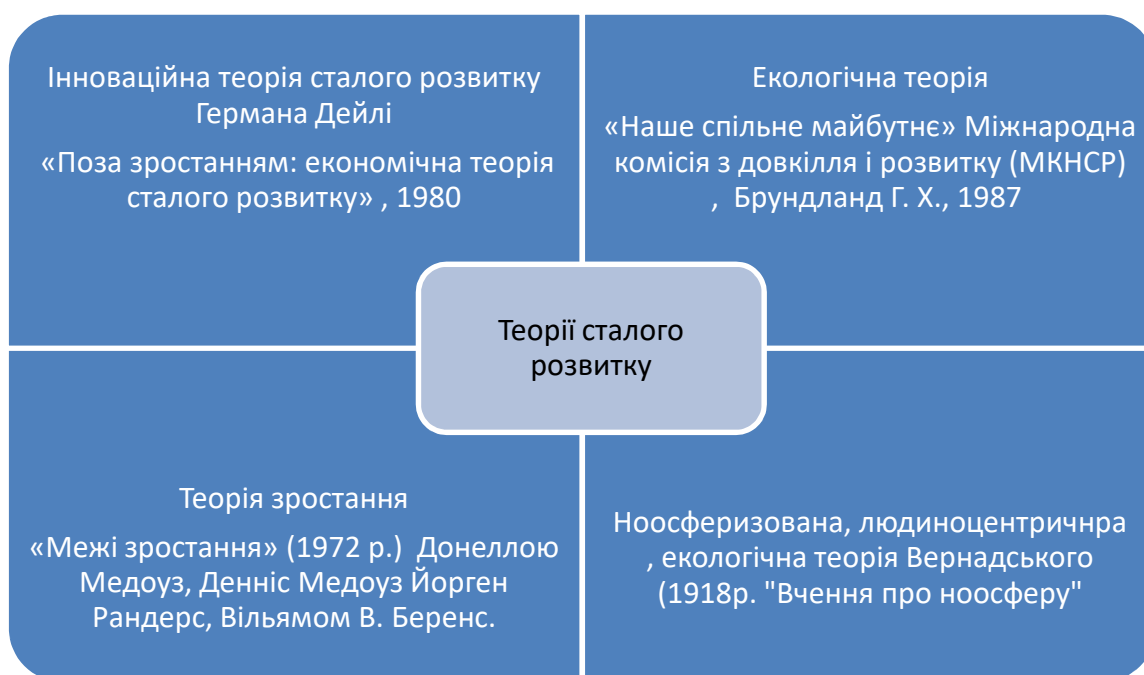 Інноваційна теорія сталого розвитку
Германа Дейлі
«Поза зростанням: економічна теорія
сталого розвитку» , 1980
Екологічна теорія
«Наше спільне майбутнє» Міжнародна
комісія з довкілля і розвитку (МКНСР)
, Брундланд Г. Х., 1987
Теорії сталого
розвитку
Теорія зростання
«Межі зростання» (1972 р.) Донеллою
Медоуз, Денніс Медоуз Йорген
Рандерс, Вільямом В. Беренс.
Ноосферизована, людиноцентричнра
, екологічна теорія Вернадського
(1918р. "Вчення про ноосферу"